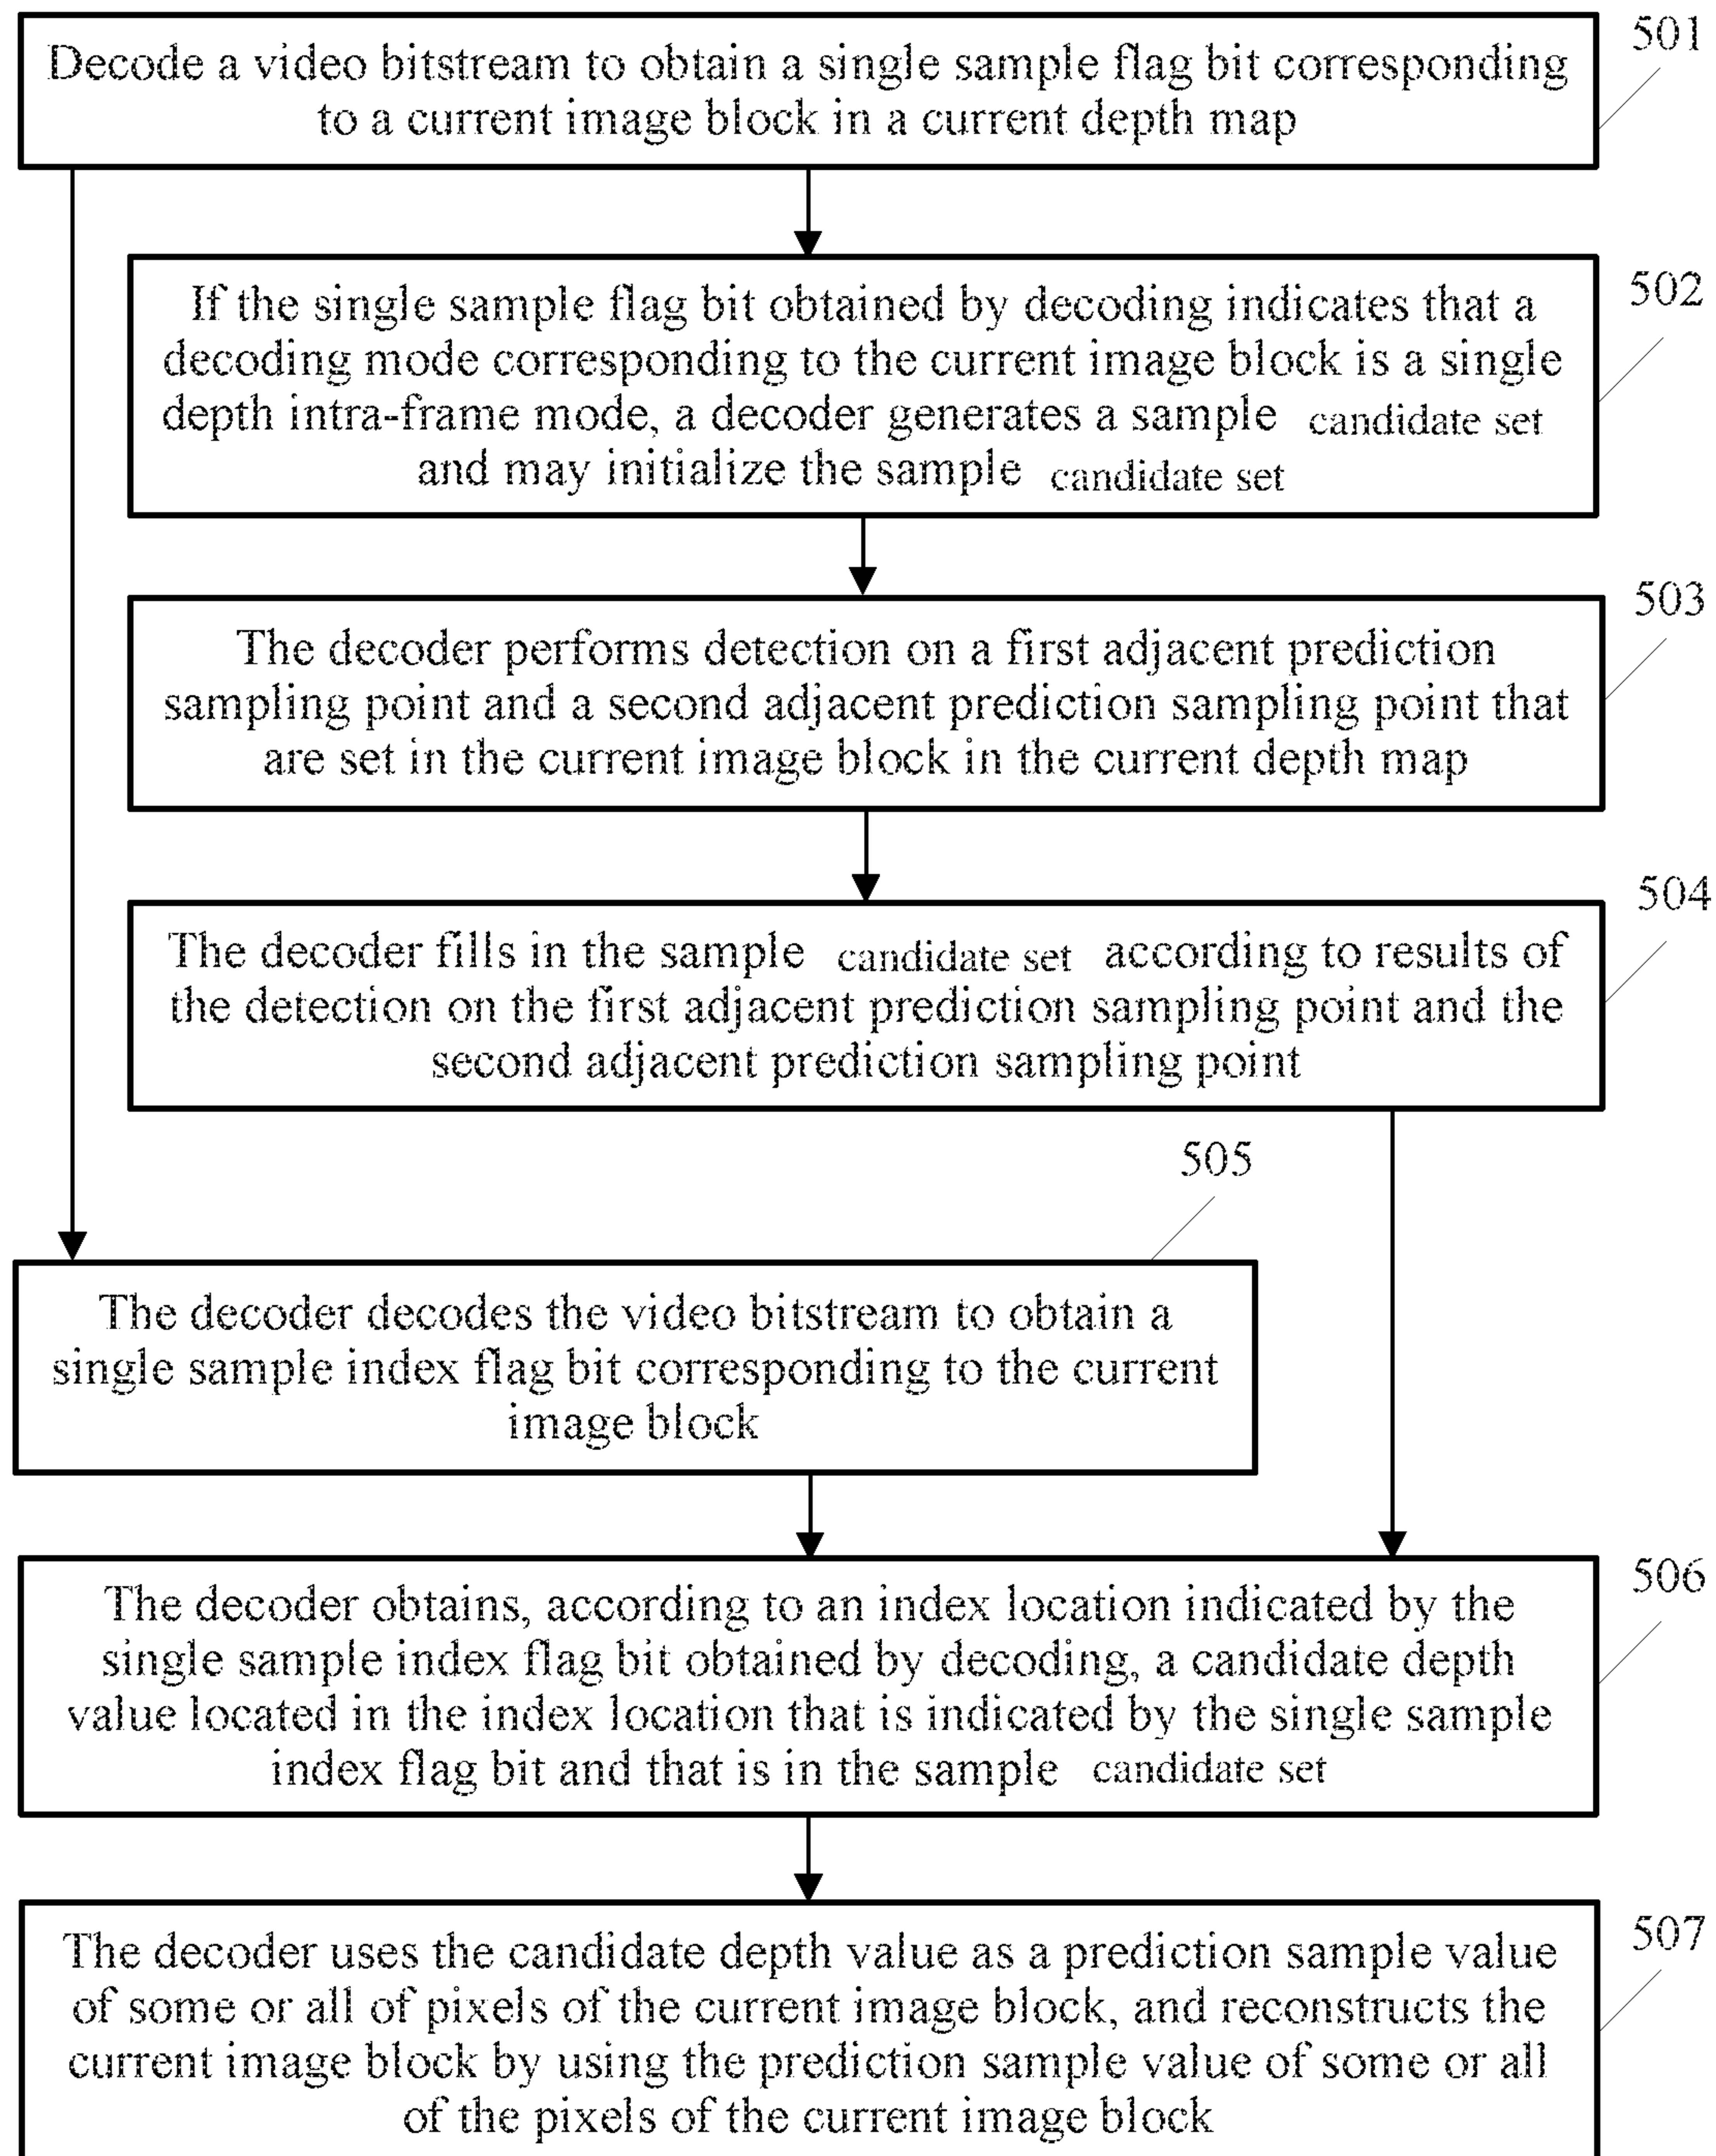 501
Decode a video bitstream to obtain a single sample flag bit corresponding
to a current image block in a current depth map
502
If the single sample flag bit obtained by decoding indicates that a
decoding mode corresponding to the current image block is a single
depth intra-frame mode, a decoder generates a sample candidate set
and may initialize the sample candidate set
503
The decoder performs detection on a first adjacent prediction
sampling point and a second adjacent prediction sampling point that
are set in the current image block in the current depth map
504
The decoder fills in the sample candidate set according to results of
the detection on the first adjacent prediction sampling point and the
second adjacent prediction sampling point
505
The decoder decodes the video bitstream to obtain a
single sample index flag bit corresponding to the current
image block
506
The decoder obtains, according to an index location indicated by the
single sample index flag bit obtained by decoding, a candidate depth
value located in the index location that is indicated by the single sample
index flag bit and that is in the sample candidate set
507
The decoder uses the candidate depth value as a prediction sample value
of some or all of pixels of the current image block, and reconstructs the
current image block by using the prediction sample value of some or all
of the pixels of the current image block